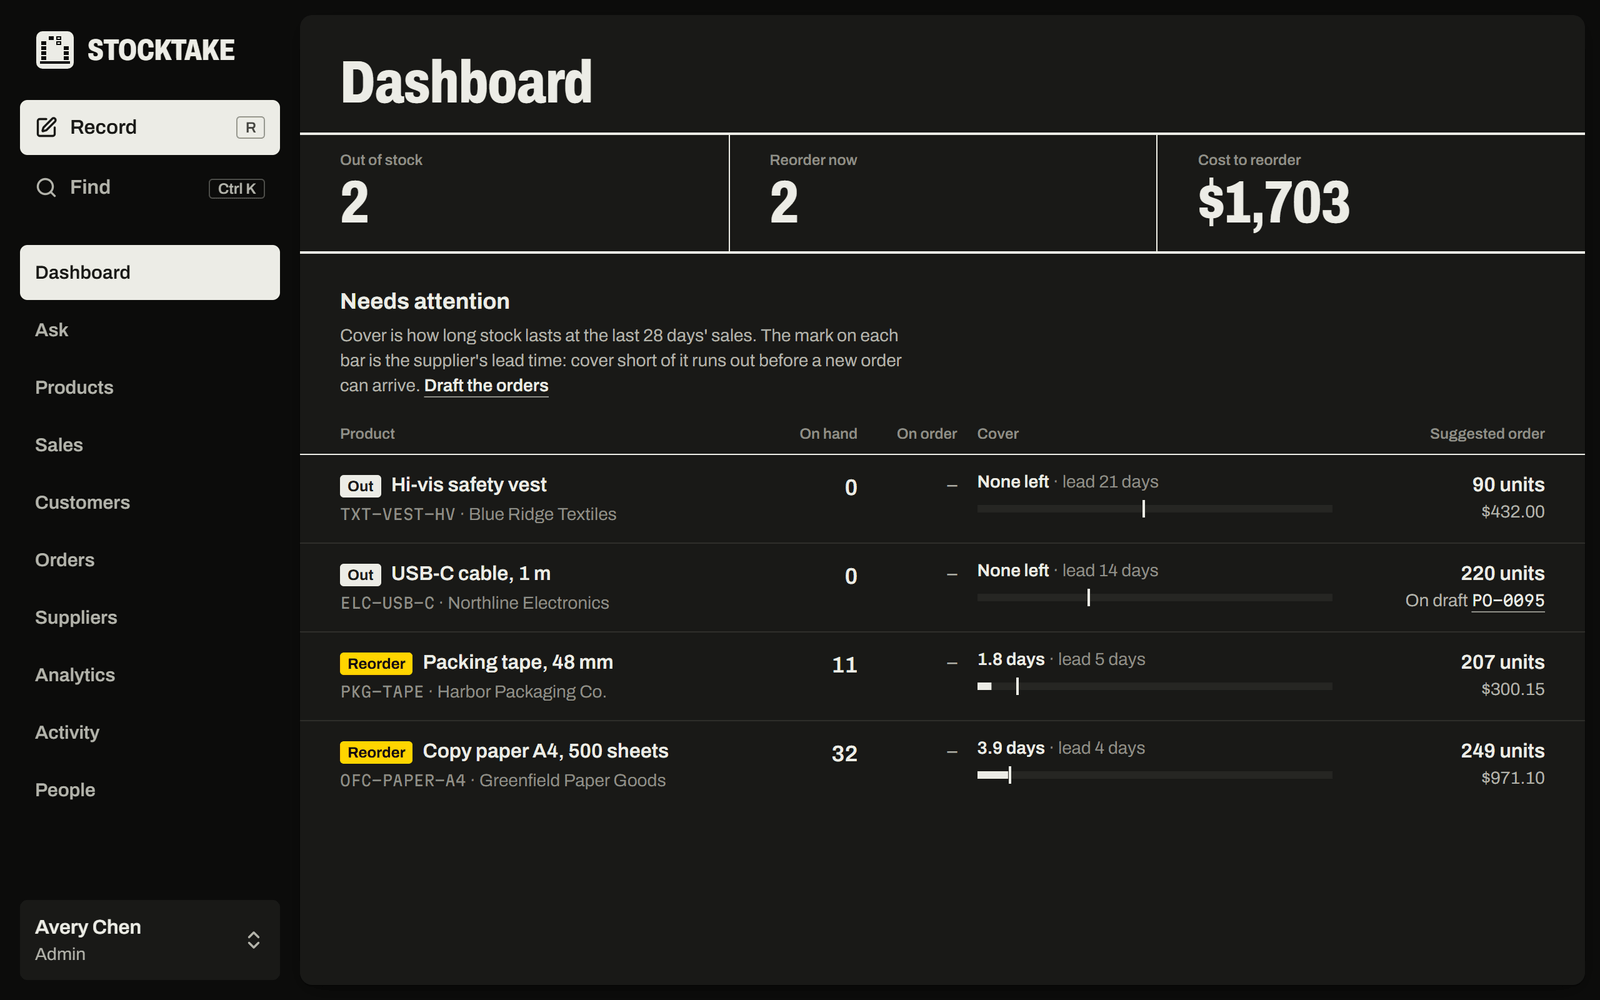 STOCKTAKE
Record
R
Find
Ctrl K
Dashboard
Ask
Products
Sales
Customers
Orders
Suppliers
Analytics
Activity
People
Avery Chen
Admin
Dashboard
Out of stock
2
Reorder now
2
Cost to reorder
$1,703
Needs attention
Cover is how long stock lasts at the last 28 days' sales. The mark on each
bar is the supplier's lead time: cover short of it runs out before a new order
can arrive. Draft the orders
Product On hand On order Cover Suggested order
Out Hi-vis safety vest 0 – None left · lead 21 days 90 units
TXT-VEST-HV · Blue Ridge Textiles $432.00
Out USB-C cable, 1 m 0 – None left · lead 14 days 220 units
ELC-USB-C · Northline Electronics On draft PO-0095
Reorder Packing tape, 48 mm 11 – 1.8 days · lead 5 days 207 units
PKG-TAPE · Harbor Packaging Co. $300.15
Reorder Copy paper A4, 500 sheets 32 – 3.9 days · lead 4 days 249 units
OFC-PAPER-A4 · Greenfield Paper Goods $971.10